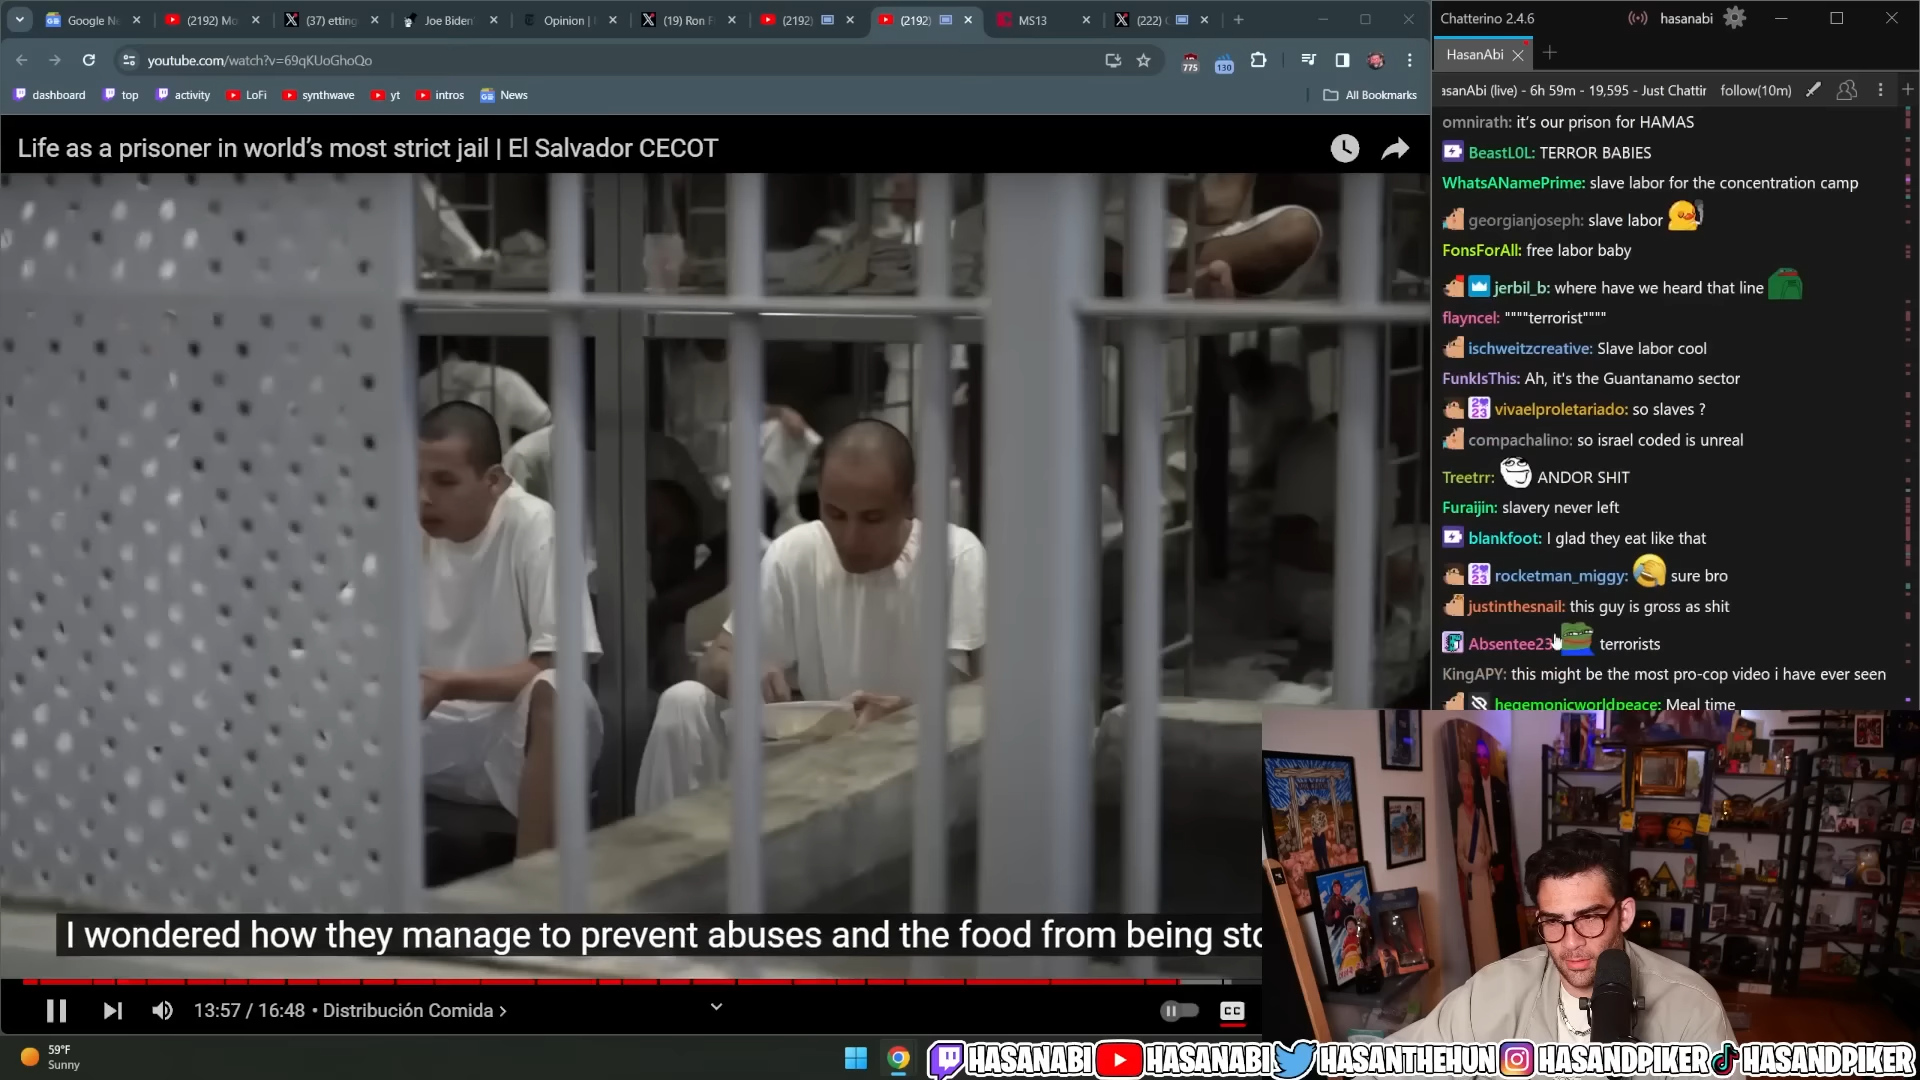 Google Ne
(2192) Mo
(37) etting
Joe Biden'
Opinion |
(19) Ron F
(2192)
(2192)
MS13
(222)
youtube.com/watch?v=69qKUoGhoQo
775
130
dashboard
top
activity
LoFi
synthwave
yt
intros
News
All Bookmarks
Life as a prisoner in world's most strict jail | El Salvador CECOT
I wondered how they manage to prevent abuses and the food from being sto
13:57 / 16:48 • Distribución Comida >
CC
59°F
Sunny
Chatterino 2.4.6
hasanabi
HasanAbi
asanAbi (live) - 6h 59m - 19,595 - Just Chattir
follow(10m)
omnirath: it's our prison for HAMAS
BeastL0L: TERROR BABIES
WhatsANamePrime: slave labor for the concentration camp
georgianjoseph: slave labor
FonsForAll: free labor baby
jerbil_b: where have we heard that line
flayncel: """"terrorist""""
ischweitzcreative: Slave labor cool
FunkIsThis: Ah, it's the Guantanamo sector
vivaelproletariado: so slaves ?
compachalino: so israel coded is unreal
Treetrr: ANDOR SHIT
Furaijin: slavery never left
blankfoot: I glad they eat like that
rocketman_miggy: sure bro
justinthesnail: this guy is gross as shit
Absentee23 terrorists
KingAPY: this might be the most pro-cop video i have ever seen
hegemonicworldpeace: Meal time
HASANABI
HASANABI
HASANTHEHUN
HASANDPIKER
HASANDPIKER